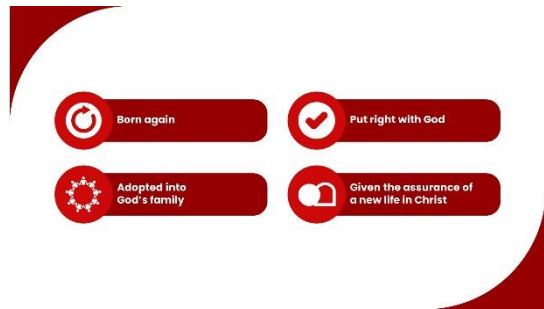 Born again
Put right with God
Adopted into
God's family
Given the assurance of
a new life in Christ